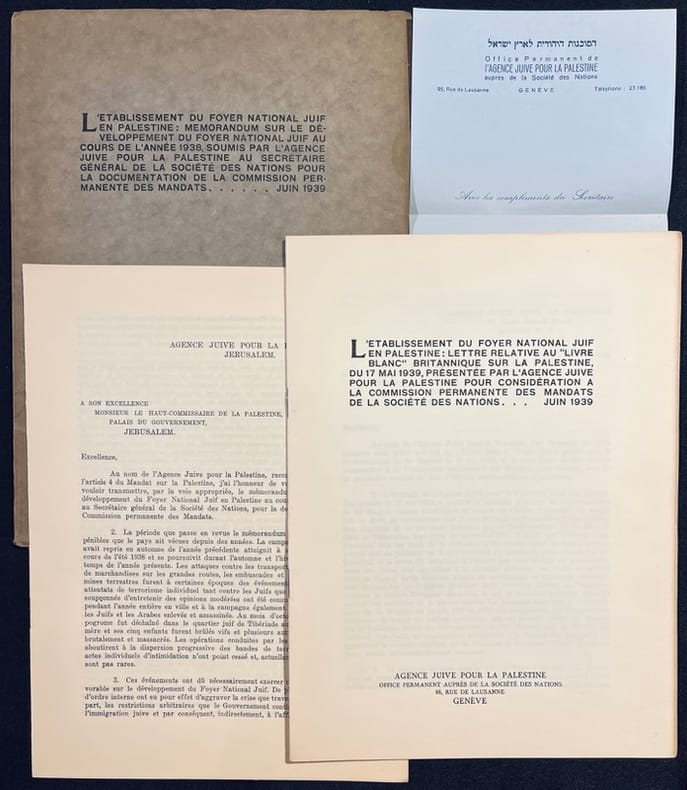 L'ETABLISSEMENT DU FOYER NATIONAL JUIF
EN PALESTINE: MEMORANDUM SUR LE DÉ-
VELOPPEMENT DU FOYER NATIONAL JUIF AU
COURS DE L'ANNÉE 1938, SOUMIS PAR L'AGENCE
JUIVE POUR LA PALESTINE AU SECRÉTAIRE
GÉNÉRAL DE LA SOCIÉTÉ DES NATIONS POUR
LA DOCUMENTATION DE LA COMMISSION PER-
MANENTE DES MANDATS. . . . . . JUIN 1939
הסוכנות היהודית לארץ ישראל
Office Permanent de
l'AGENCE JUIVE POUR LA PALESTINE
auprès de la Société des Nations
95, Rue de Lausanne GENÈVE Téléphone : 27.185
Avec les compliments du Secrétaire
AGENCE JUIVE POUR LA
JERUSALEM.
A SON EXCELLENCE
MONSIEUR LE HAUT-COMMISSAIRE DE LA PALESTINE,
PALAIS DU GOUVERNEMENT,
JERUSALEM.
Excellence,
Au nom de l'Agence Juive pour la Palestine,
l'article 4 du Mandat sur la Palestine, j'ai l'honneur de
vouloir transmettre, par la voie appropriée, le
développement du Foyer National Juif en Palestine au
au Secrétaire général de la Société des Nations, pour la
Commission permanente des Mandats.
2. La période que passe en revue le mémorandum
pénibles que le pays ait vécues depuis des années. La
avait repris en automne de l'année précédente atteignit à
cours de l'été 1938 et se poursuivit durant l'automne et
temps de l'année présente. Les attaques contre les
de marchandises sur les grandes routes, les embuscades et
mines terrestres furent à certaines époques des
attentats de terrorisme individuel tant contre les Juifs
soupçonnés d'entretenir des opinions modérées ont été
pendant l'année entière en ville et à la campagne également
les Juifs et les Arabes enlevés et assassinés. Au mois
pogrome fut déchaîné dans le quartier juif de Tibériade
mère et ses cinq enfants furent brûlés vifs et plusieurs
brutalement et massacrés. Les opérations conduites par
aboutirent à la dispersion progressive des bandes de
actes individuels d'intimidation n'ont point cessé et,
sont pas rares.
3. Ces événements ont dû nécessairement exercer
vorable sur le développement du Foyer National Juif. De
d'ordre interne ont eu pour effet d'aggraver la crise que
part, les restrictions arbitraires que le Gouvernement
l'immigration juive et par conséquent, indirectement, à
L'ETABLISSEMENT DU FOYER NATIONAL JUIF
EN PALESTINE: LETTRE RELATIVE AU "LIVRE
BLANC" BRITANNIQUE SUR LA PALESTINE,
DU 17 MAI 1939, PRÉSENTÉE PAR L'AGENCE JUIVE
POUR LA PALESTINE POUR CONSIDÉRATION A
LA COMMISSION PERMANENTE DES MANDATS
DE LA SOCIÉTÉ DES NATIONS . . . JUIN 1939
AGENCE JUIVE POUR LA PALESTINE
OFFICE PERMANENT AUPRÈS DE LA SOCIÉTÉ DES NATIONS
RUE DE LAUSANNE
GENÈVE